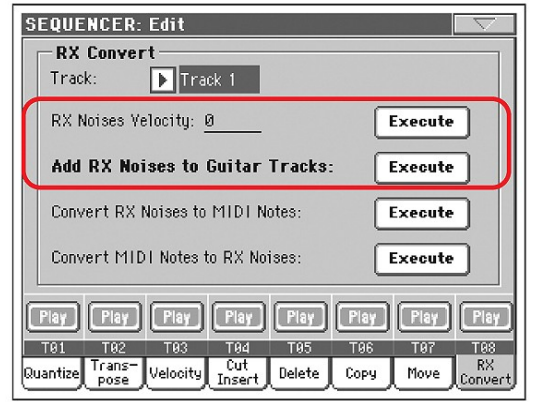 SEQUENCER: Edit
RX Convert
Track: Track 1
RX Noises Velocity: 0 Execute
Add RX Noises to Guitar Tracks: Execute
Convert RX Noises to MIDI Notes: Execute
Convert MIDI Notes to RX Noises: Execute
Play Play Play Play Play Play Play Play
T01 T02 T03 T04 T05 T06 T07 T08
Quantize Trans- Velocity Cut Delete Copy Move RX
pose Insert Convert